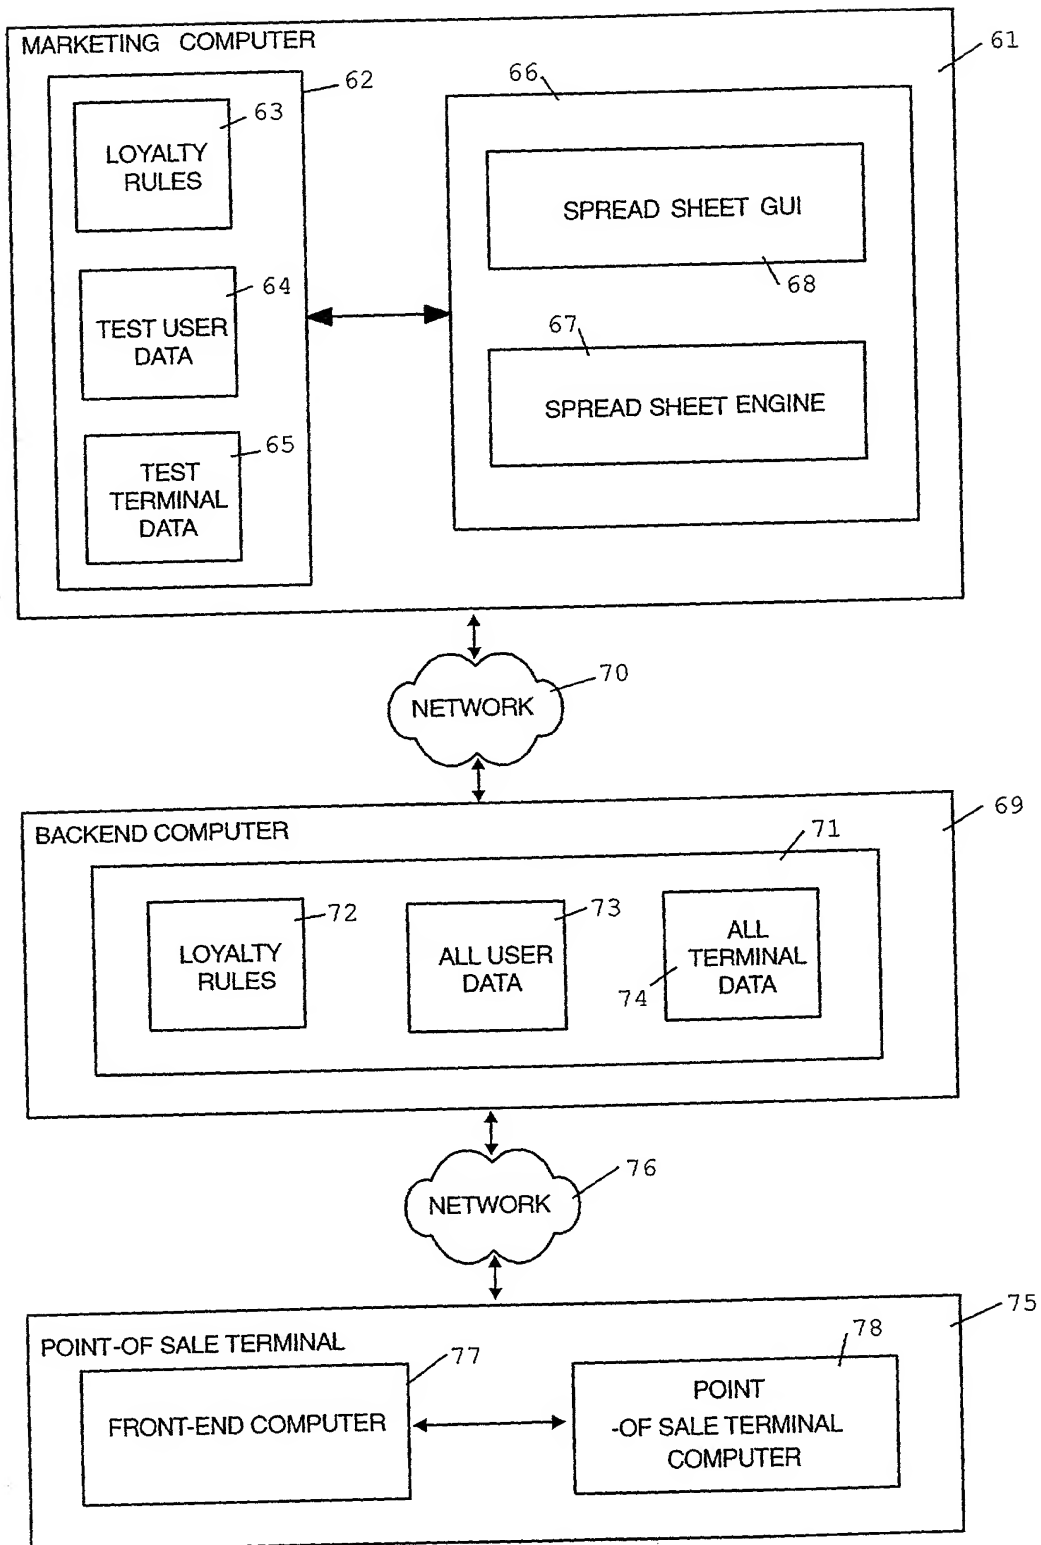 MARKETING COMPUTER
61
62
66
63
LOYALTY
RULES
SPREAD SHEET GUI
68
64
TEST USER
DATA
67
SPREAD SHEET ENGINE
65
TEST
TERMINAL
DATA
70
NETWORK
69
BACKEND COMPUTER
71
72
LOYALTY
RULES
73
ALL USER
DATA
ALL
TERMINAL
DATA
74
76
NETWORK
75
POINT-OF SALE TERMINAL
77
FRONT-END COMPUTER
78
POINT
-OF SALE TERMINAL
COMPUTER